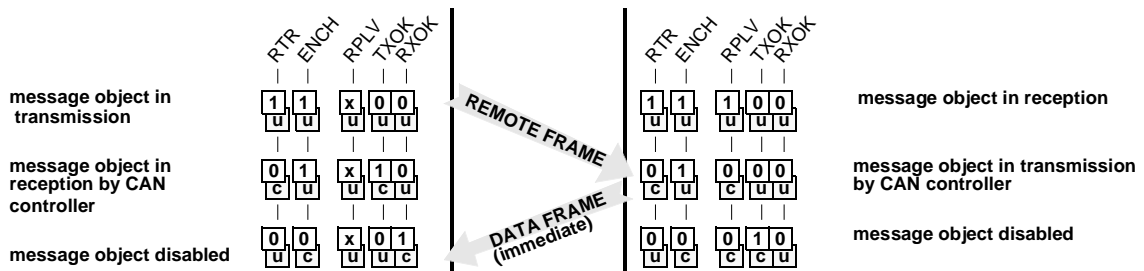 RTR ENCH RPLV TXOK RXOK
RTR ENCH RPLV TXOK RXOK
message object in
transmission
1 1 x 0 0
u u u u u
REMOTE FRAME
1 1 1 0 0
u u u u u
message object in reception
message object in
reception by CAN
controller
0 1 x 1 0
c u u c u
0 1 0 0 0
c u c u u
message object in transmission
by CAN controller
DATA FRAME
(immediate)
message object disabled
0 0 x 0 1
u c u u c
0 0 0 1 0
u c c c u
message object disabled